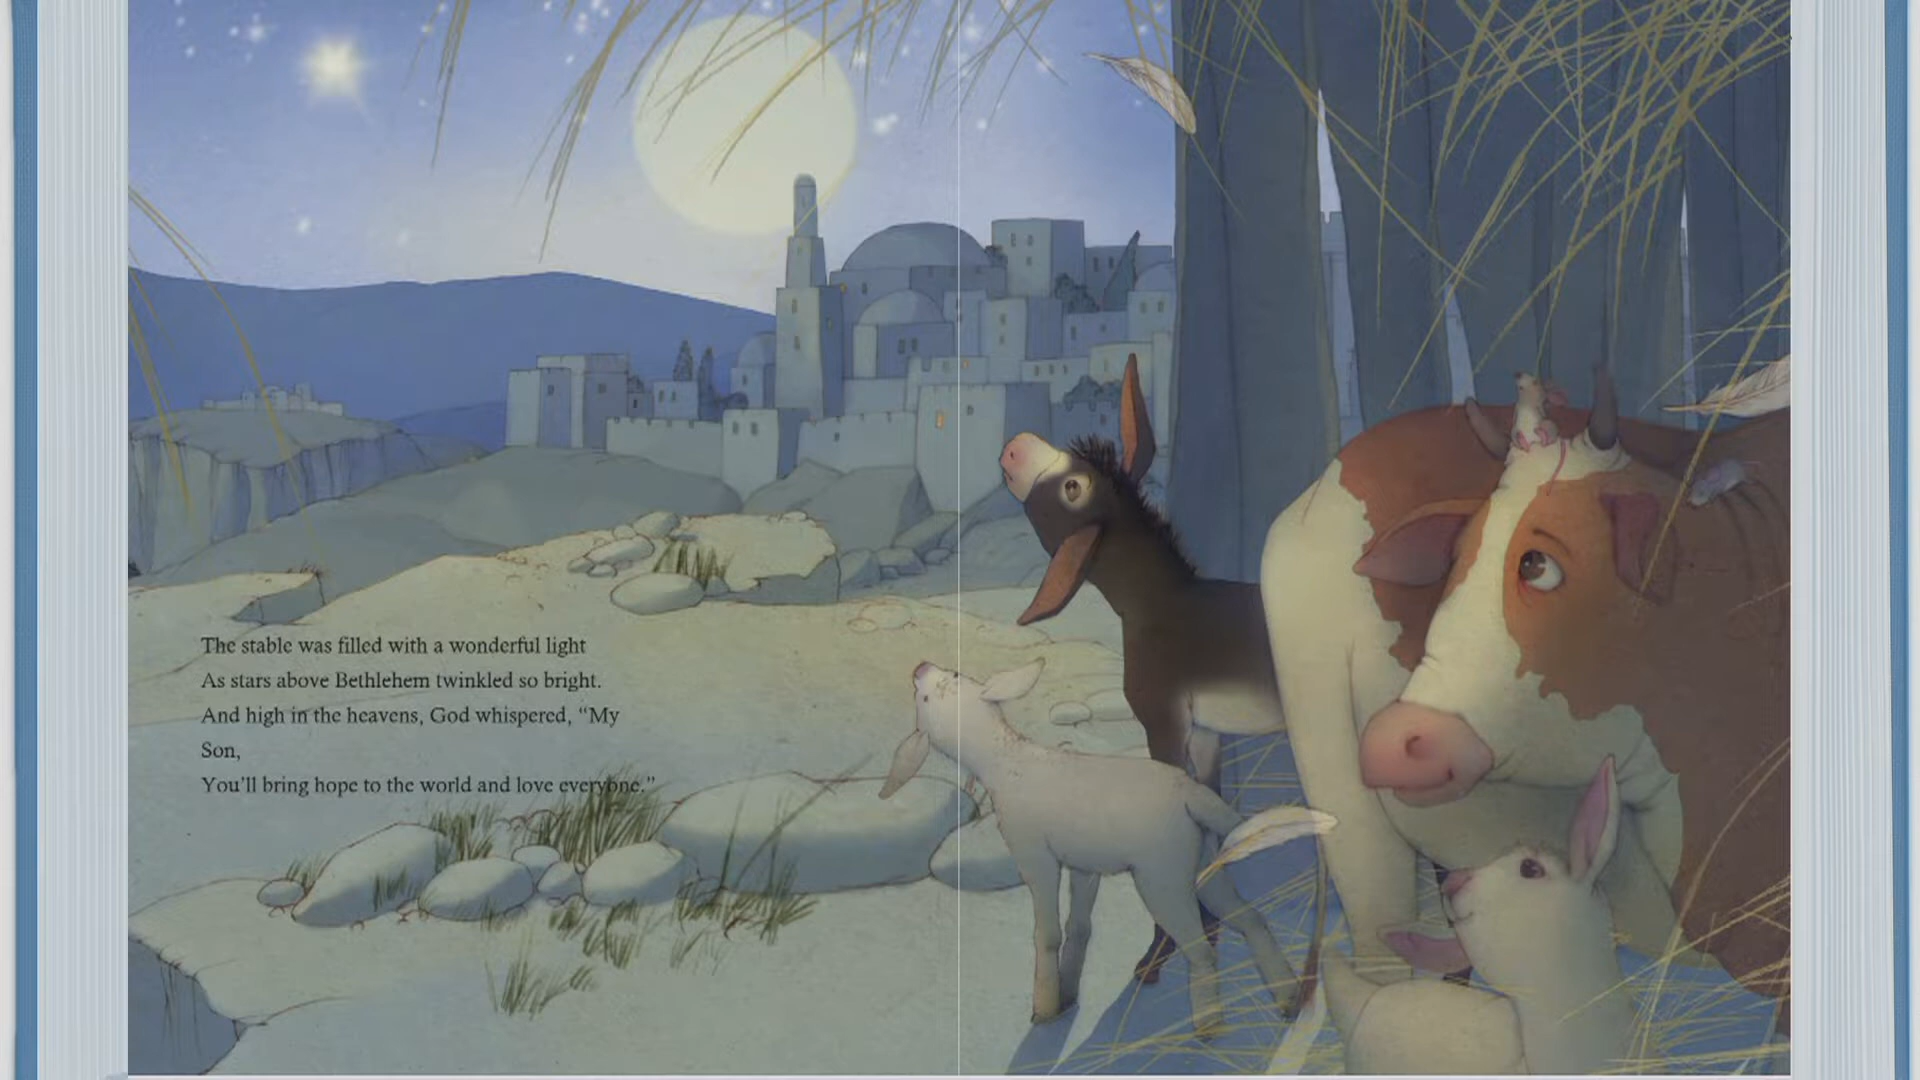 The stable was filled with a wonderful light
As stars above Bethlehem twinkled so bright.
And high in the heavens, God whispered, “My
Son,
You’ll bring hope to the world and love everyone.”